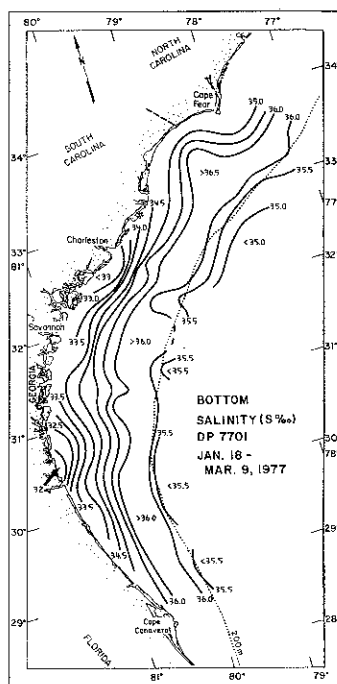 80° 79° 78° 77° 76°
NORTH
CAROLINA
Cape
Fear
35.0
36.0
36.0
34°
SOUTH
CAROLINA
34°
>36.5
35.5
33°
34.5
34.0
35.0
77°
Charleston
33°
<35.0
32°
81°
<33
33.0
35.5
Savannah
>36.0
32°
35.5
<35.5
31°
GEORGIA
33.5
33.5
BOTTOM
SALINITY (S‰)
DP 7701
JAN. 18 -
MAR. 9, 1977
31°
32.5
35.5
30°
78°
32
<35.5
33.5
>36.0
30°
29°
34.5
<35.5
36.0
35.5
36.0
29°
Cape
Canaveral
28°
FLORIDA
200m
81° 80° 79°